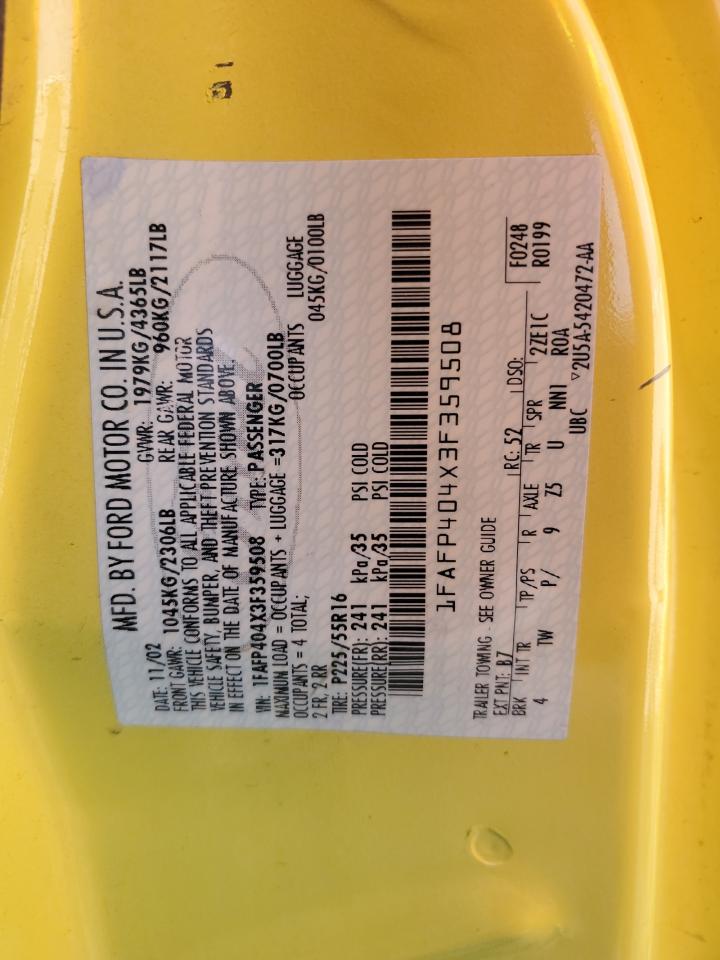 MFD. BY FORD MOTOR CO. IN U.S.A.
DATE: 11/02 GVWR: 1979KG/4365LB
FRONT GAWR: 1045KG/2306LB REAR GAWR: 960KG/2117LB
THIS VEHICLE CONFORMS TO ALL APPLICABLE FEDERAL MOTOR
VEHICLE SAFETY, BUMPER, AND THEFT PREVENTION STANDARDS
IN EFFECT ON THE DATE OF MANUFACTURE SHOWN ABOVE.
VIN: 1FAFP404X3F359508 TYPE: PASSENGER
MAXIMUM LOAD = OCCUPANTS + LUGGAGE =317KG/0700LB
OCCUPANTS = 4 TOTAL; OCCUPANTS LUGGAGE
2 FR, 2 RR 045KG/0100LB
TIRE: P225/55R16
PRESSURE(FR): 241 kPa/35 PSI COLD
PRESSURE(RR): 241 kPa/35 PSI COLD
1FAFP404X3F359508
TRAILER TOWING - SEE OWNER GUIDE
EXT PNT: B7 RC: 52 DSO: F0248
BRK INT TR TP/PS R AXLE TR SPR 2ZE1C R0199
4 TW P/ 9 Z5 U NN11 R0A
UBC ▽2U5A-5420472-AA